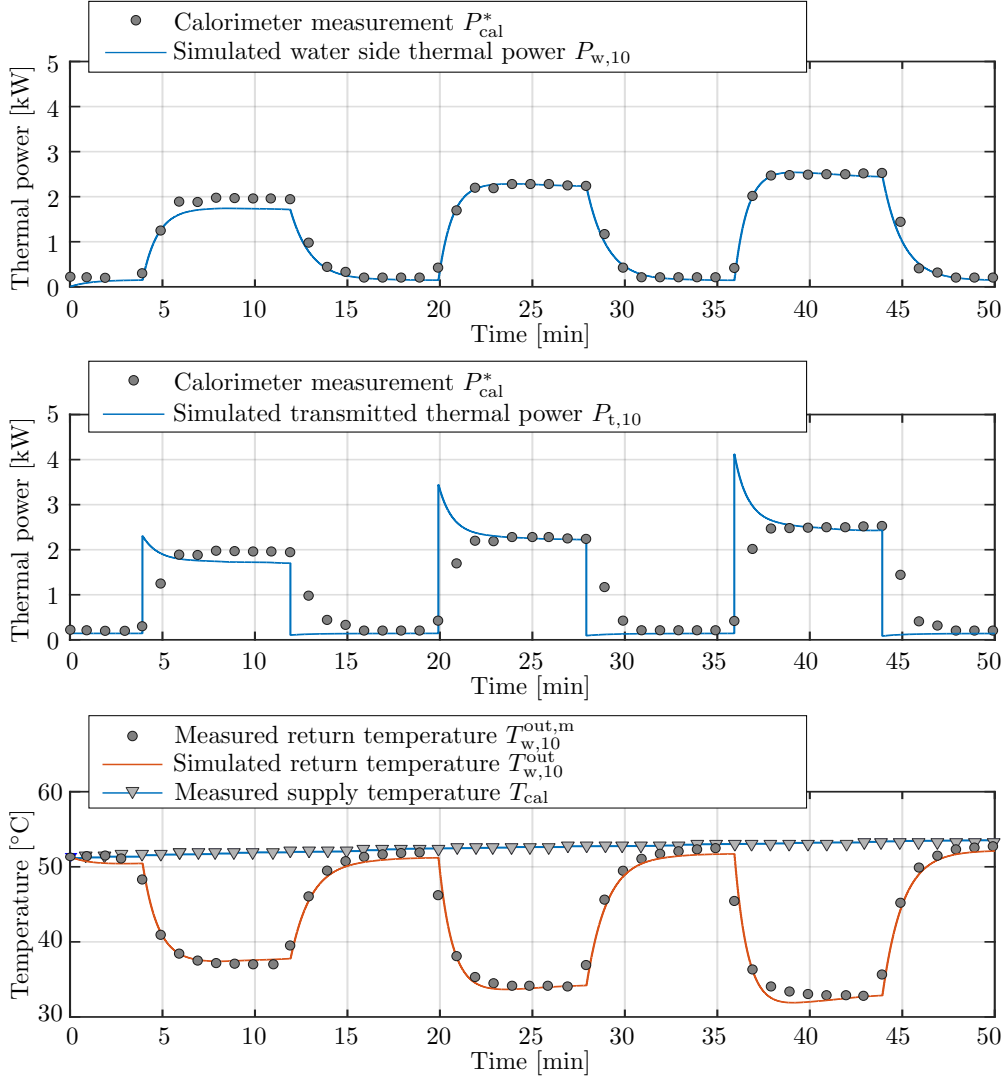 Calorimeter measurement P*cal
Simulated water side thermal power Pw,10
Thermal power [kW]
5
4
3
2
1
0
0 5 10 15 20 25 30 35 40 45 50
Time [min]
Calorimeter measurement P*cal
Simulated transmitted thermal power Pt,10
Thermal power [kW]
5
4
3
2
1
0
0 5 10 15 20 25 30 35 40 45 50
Time [min]
Measured return temperature T out,m w,10
Simulated return temperature T out w,10
Measured supply temperature Tcal
Temperature [°C]
60
50
40
30
0 5 10 15 20 25 30 35 40 45 50
Time [min]